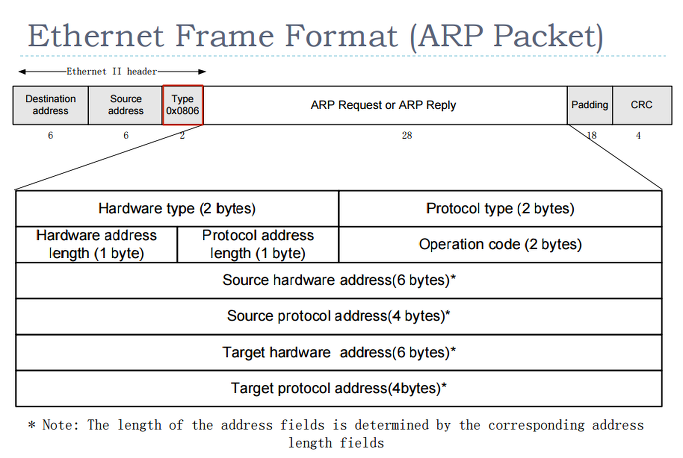 Ethernet Frame Format (ARP Packet)
Ethernet II header
Destination address
Source address
Type 0x0806
ARP Request or ARP Reply
Padding
CRC
6
6
2
28
18
4
Hardware type (2 bytes)
Protocol type (2 bytes)
Hardware address
length (1 byte)
Protocol address
length (1 byte)
Operation code (2 bytes)
Source hardware address(6 bytes)*
Source protocol address(4 bytes)*
Target hardware address(6 bytes)*
Target protocol address(4bytes)*
* Note: The length of the address fields is determined by the corresponding address
length fields